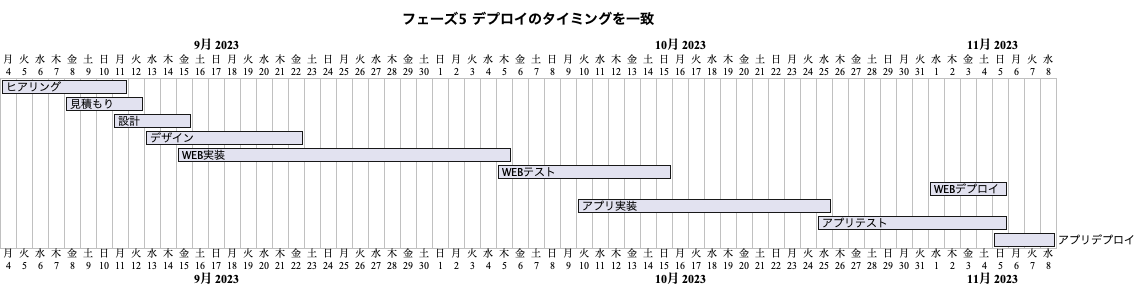 フェーズ5 デプロイのタイミングを一致
9月 2023 10月 2023 11月 2023
月 火 水 木 金 土 日 月 火 水 木 金 土 日 月 火 水 木 金 土 日 月 火 水 木 金 土 日 月 火 水 木 金 土 日 月 火 水 木 金 土 日 月 火 水 木 金 土 日 月 火 水 木 金 土 日 月 火 水 木 金 土 日 月 火 水
4 5 6 7 8 9 10 11 12 13 14 15 16 17 18 19 20 21 22 23 24 25 26 27 28 29 30 1 2 3 4 5 6 7 8 9 10 11 12 13 14 15 16 17 18 19 20 21 22 23 24 25 26 27 28 29 30 31 1 2 3 4 5 6 7 8
ヒアリング
見積もり
設計
デザイン
WEB実装
WEBテスト
WEBデプロイ
アプリ実装
アプリテスト
アプリデプロイ
月 火 水 木 金 土 日 月 火 水 木 金 土 日 月 火 水 木 金 土 日 月 火 水 木 金 土 日 月 火 水 木 金 土 日 月 火 水 木 金 土 日 月 火 水 木 金 土 日 月 火 水 木 金 土 日 月 火 水 木 金 土 日 月 火 水
4 5 6 7 8 9 10 11 12 13 14 15 16 17 18 19 20 21 22 23 24 25 26 27 28 29 30 1 2 3 4 5 6 7 8 9 10 11 12 13 14 15 16 17 18 19 20 21 22 23 24 25 26 27 28 29 30 31 1 2 3 4 5 6 7 8
9月 2023 10月 2023 11月 2023